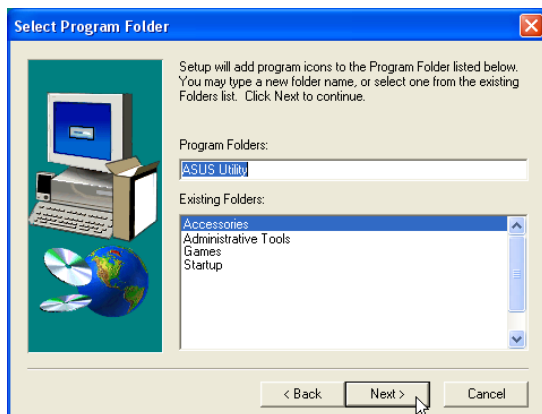 Select Program Folder
Setup will add program icons to the Program Folder listed below.
You may type a new folder name, or select one from the existing
Folders list. Click Next to continue.
Program Folders:
ASUS Utility
Existing Folders:
Accessories
Administrative Tools
Games
Startup
< Back
Next >
Cancel